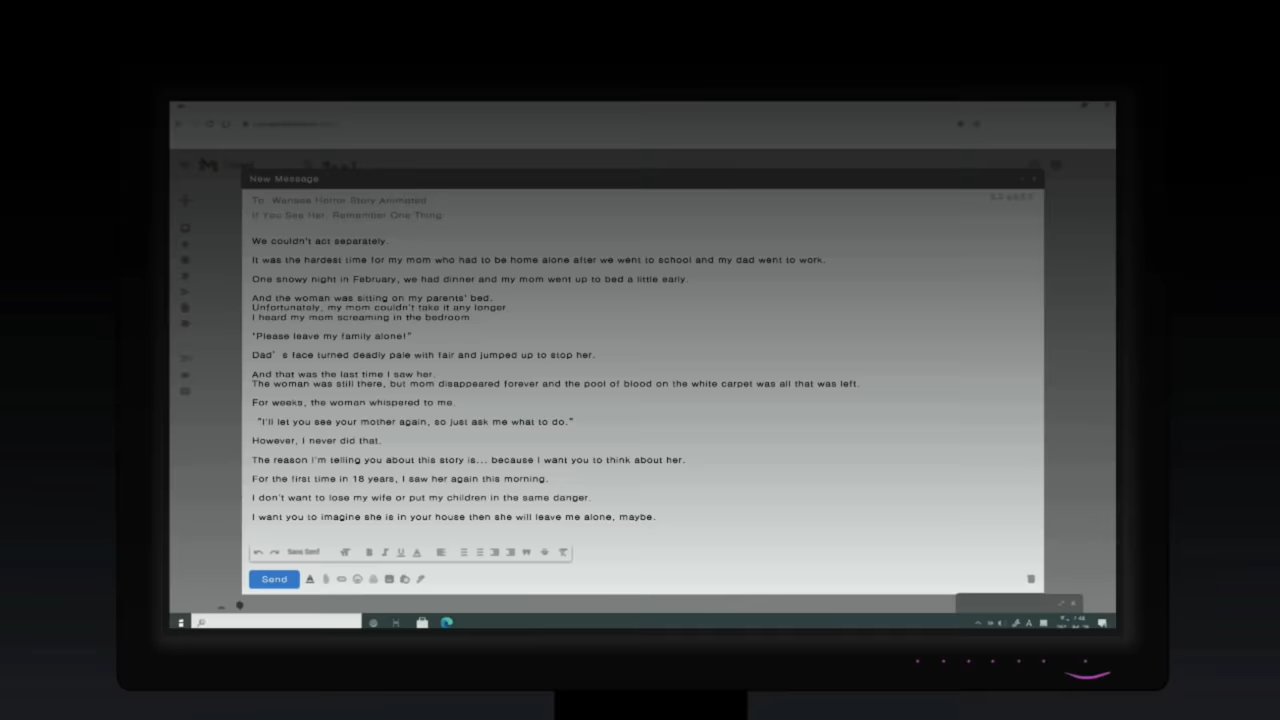 New Message
To Wansee Horror Story Animated
If You See Her, Remember One Thing
We couldn't act separately.
It was the hardest time for my mom who had to be home alone after we went to school and my dad went to work.
One snowy night in February, we had dinner and my mom went up to bed a little early.
And the woman was sitting on my parents' bed.
Unfortunately, my mom couldn't take it any longer.
I heard my mom screaming in the bedroom
"Please leave my family alone!"
Dad's face turned deadly pale with fair and jumped up to stop her.
And that was the last time I saw her.
The woman was still there, but mom disappeared forever and the pool of blood on the white carpet was all that was left.
For weeks, the woman whispered to me.
"I'll let you see your mother again, so just ask me what to do."
However, I never did that.
The reason I'm telling you about this story is... because I want you to think about her.
For the first time in 18 years, I saw her again this morning.
I don't want to lose my wife or put my children in the same danger.
I want you to imagine she is in your house then she will leave me alone, maybe.
Sans Serif
Send